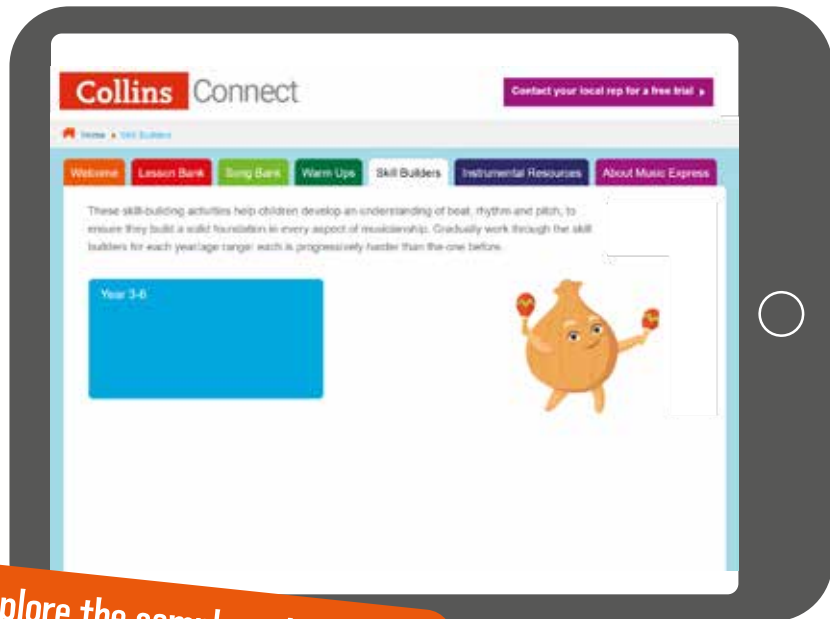 Collins Connect
Contact your local rep for a free trial
Home Skill Builders
Welcome Lesson Bank Song Bank Warm Ups Skill Builders Instrumental Resources About Music Express
These skill-building activities help children develop an understanding of beat, rhythm and pitch, to
ensure they build a solid foundation in every aspect of musicianship. Gradually work through the skill
builders for each year/age range: each is progressively harder than the one before.
Year 3-6
the